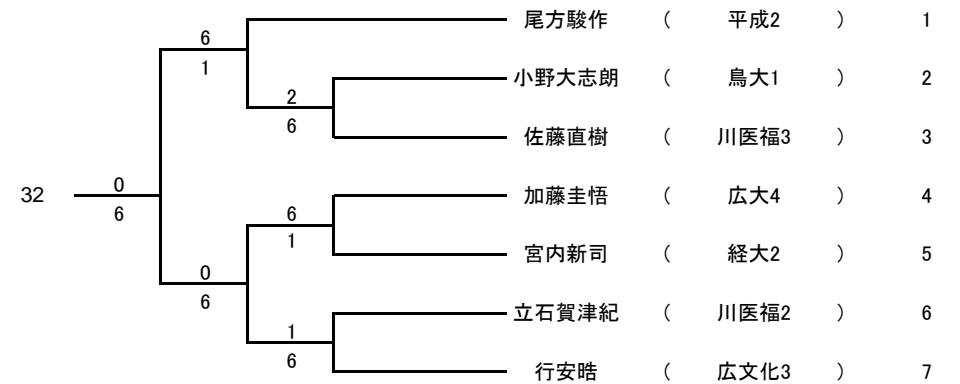 尾方駿作 ( 平成2 ) 1
6
1
小野大志朗 ( 鳥大1 ) 2
2
6
佐藤直樹 ( 川医福3 ) 3
32
0
6
加藤圭悟 ( 広大4 ) 4
6
1
宮内新司 ( 経大2 ) 5
0
6
立石賀津紀 ( 川医福2 ) 6
1
6
行安晧 ( 広文化3 ) 7